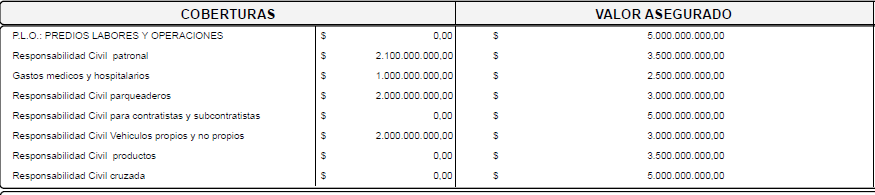 COBERTURAS VALOR ASEGURADO
P.L.O.: PREDIOS LABORES Y OPERACIONES $ 0,00 $ 5.000.000.000,00
Responsabilidad Civil patronal $ 2.100.000.000,00 $ 3.500.000.000,00
Gastos medicos y hospitalarios $ 1.000.000.000,00 $ 2.500.000.000,00
Responsabilidad Civil parqueaderos $ 2.000.000.000,00 $ 3.000.000.000,00
Responsabilidad Civil para contratistas y subcontratistas $ 0,00 $ 5.000.000.000,00
Responsabilidad Civil Vehiculos propios y no propios $ 2.000.000.000,00 $ 3.000.000.000,00
Responsabilidad Civil productos $ 0,00 $ 3.500.000.000,00
Responsabilidad Civil cruzada $ 0,00 $ 5.000.000.000,00